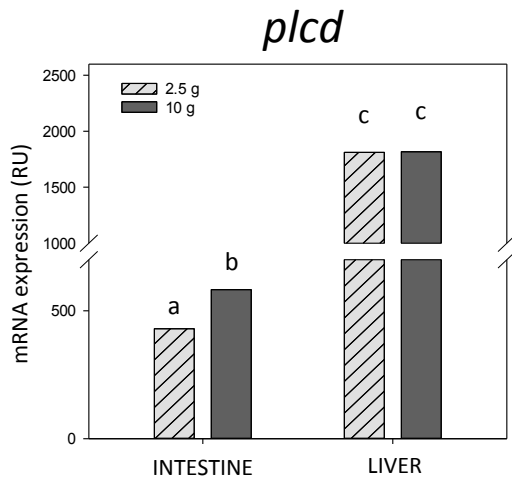 plcd
2500
2.5 g
10 g
2000
1500
1000
500
0
mRNA expression (RU)
a
b
c
c
INTESTINE
LIVER